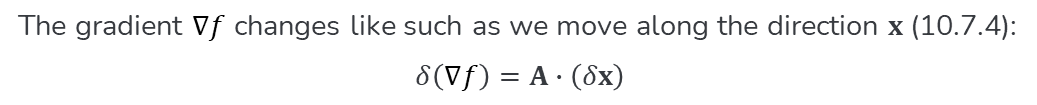 The gradient ∇f changes like such as we move along the direction x (10.7.4):
δ(∇f) = A · (δx)